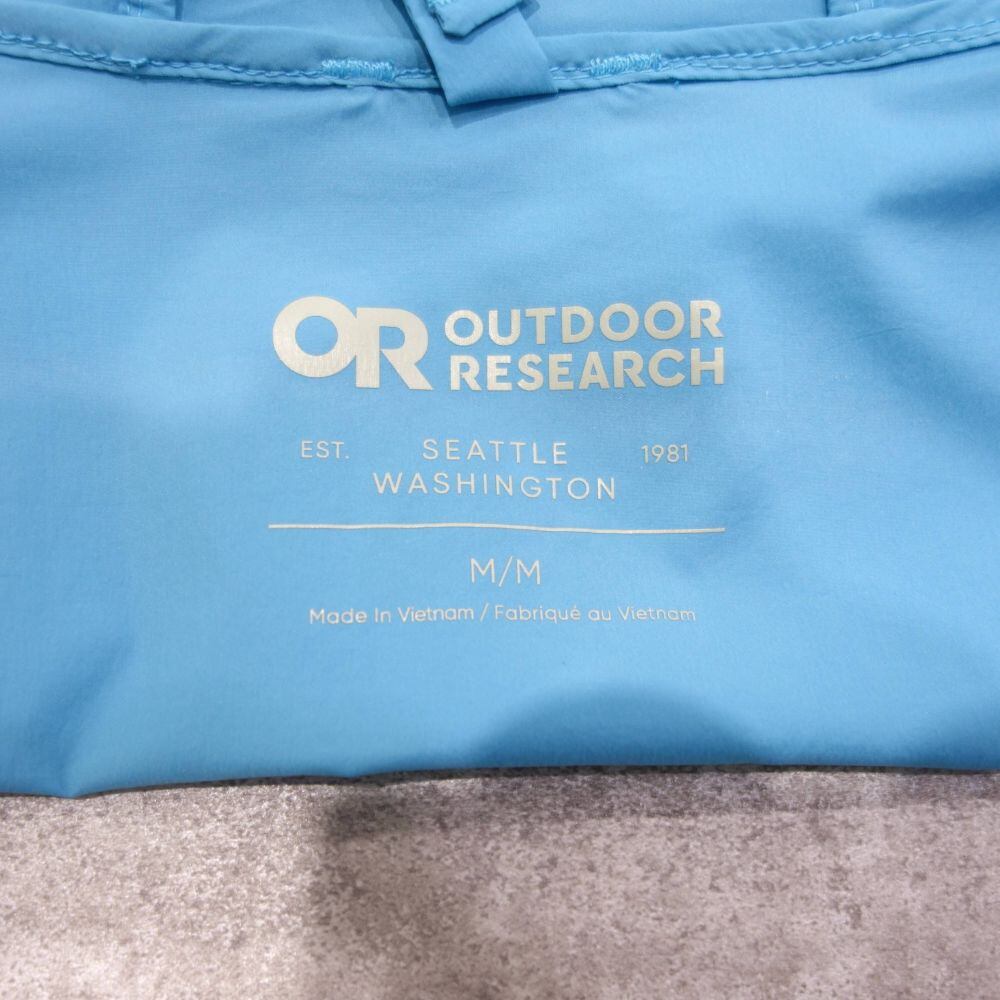 OR OUTDOOR
RESEARCH
EST. SEATTLE 1981
WASHINGTON
M/M
Made In Vietnam / Fabriqué au Vietnam